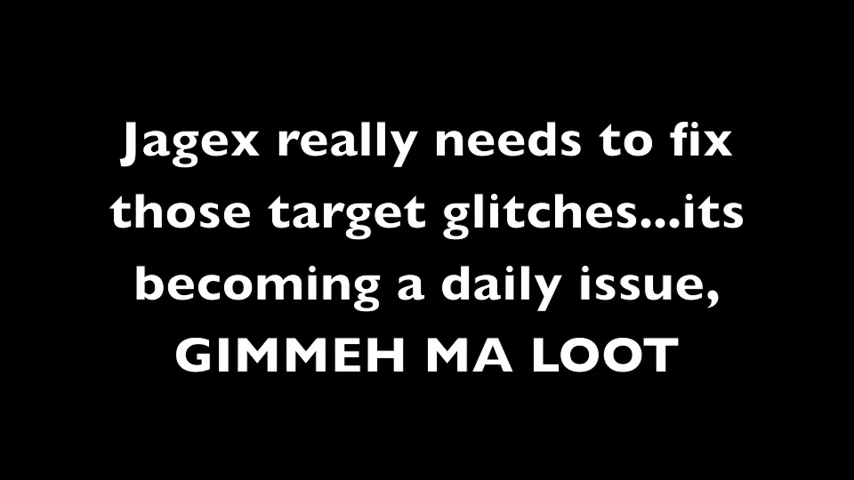 Jagex really needs to fix
those target glitches...its
becoming a daily issue,
GIMMEH MA LOOT